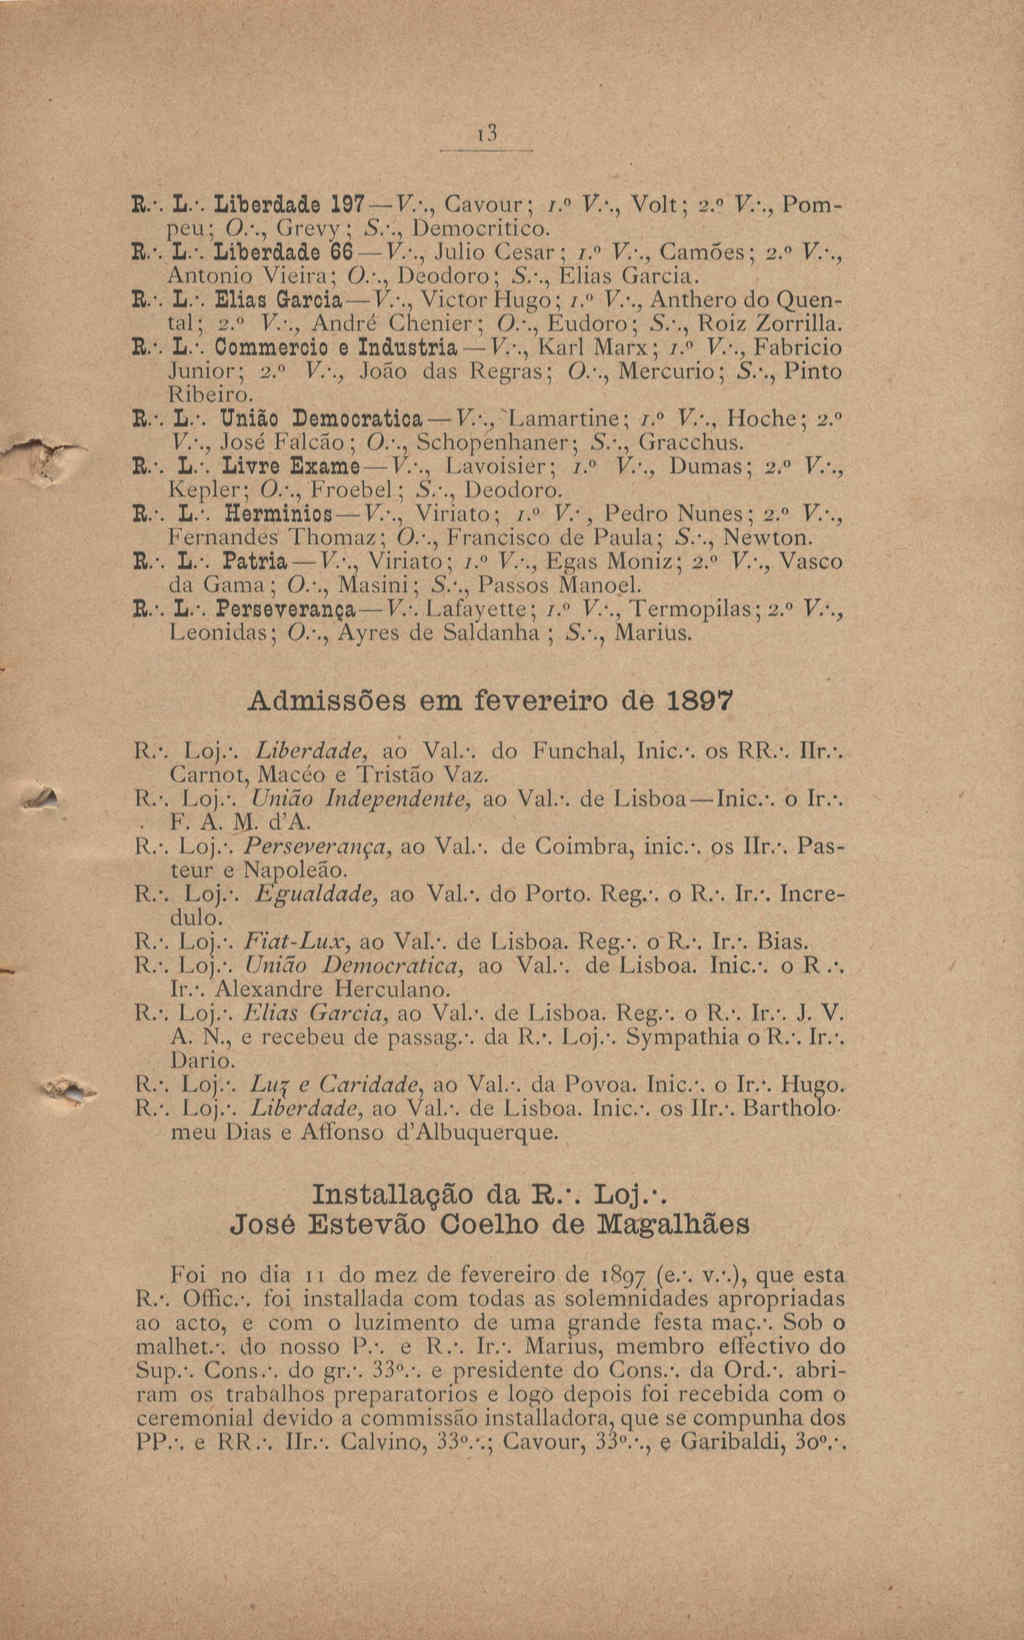 13
R.·. L.·. Liberdade 197—V.·., Cavour; 1.º V.·., Volt; 2.º V.·., Pom-
peu; O.·., Grevy; S.·., Democritico.
R.·. L.·. Liberdade 66—V.·., Julio Cesar; 1.º V.·., Camões; 2.º V.·.,
Antonio Vieira; O.·., Deodoro; S.·., Elias Garcia.
R.·. L.·. Elias Garcia—V.·., Victor Hugo; 1.º V.·., Anthero do Quen-
tal; 2.º V.·., André Chenier; O.·., Eudoro; S.·., Roiz Zorrilla.
R.·. L.·. Commercio e Industria—V.·., Karl Marx; 1.º V.·., Fabricio
Junior; 2.º V.·., João das Regras; O.·., Mercurio; S.·., Pinto
Ribeiro.
R.·. L.·. União Democratica—V.·., Lamartine; 1.º V.·., Hoche; 2.º
V.·., José Falcão; O.·., Schopenhaner; S.·., Gracchus.
R.·. L.·. Livre Exame—V.·., Lavoisier; 1.º V.·., Dumas; 2.º V.·.,
Kepler; O.·., Froebel; S.·., Deodoro.
R.·. L.·. Herminios—V.·., Viriato; 1.º V.· , Pedro Nunes; 2.º V.·.,
Fernandes Thomaz; O.·., Francisco de Paula; S.·., Newton.
R.·. L.·. Patria—V.·., Viriato; 1.º V.·., Egas Moniz; 2.º V.·., Vasco
da Gama; O.·., Masini; S.·., Passos Manoel.
R.·. L.·. Perseverança—V.·. Lafayette; 1.º V.·., Termopilas; 2.º V.·.,
Leonidas; O.·., Ayres de Saldanha ; S.·., Marius.
Admissões em fevereiro de 1897
R.·. Loj.·. Liberdade, ao Val.·. do Funchal, Inic.·. os RR.·. IIr.·.
Carnot, Macéo e Tristão Vaz.
R.·. Loj.·. União Independente, ao Val.·. de Lisboa—Inic.·. o Ir.·.
F. A. M. d'A.
R.·. Loj.·. Perseverança, ao Val.·. de Coimbra, inic.·. os IIr.·. Pas-
teur e Napoleão.
R.·. Loj.·. Egualdade, ao Val.·. do Porto. Reg.·. o R.·. Ir.·. Incre-
dulo.
R.·. Loj.·. Fiat-Lux, ao Val.·. de Lisboa. Reg.·. o R.·. Ir.·. Bias.
R.·. Loj.·. União Democratica, ao Val.·. de Lisboa. Inic.·. o R .·.
Ir.·. Alexandre Herculano.
R.·. Loj.·. Elias Garcia, ao Val.·. de Lisboa. Reg.·. o R.·. Ir.·. J. V.
A. N., e recebeu de passag.·. da R.·. Loj.·. Sympathia o R.·. Ir.·.
Dario.
R.·. Loj.·. Luz e Caridade, ao Val.·. da Povoa. Inic.·. o Ir.·. Hugo.
R.·. Loj.·. Liberdade, ao Val.·. de Lisboa. Inic.·. os IIr.·. Bartholo-
meu Dias e Affonso d'Albuquerque.
Installação da R.·. Loj.·.
José Estevão Coelho de Magalhães
Foi no dia 11 do mez de fevereiro de 1897 (e.·. v.·.), que esta
R.·. Offic.·. foi installada com todas as solemnidades apropriadas
ao acto, e com o luzimento de uma grande festa maç.·. Sob o
malhet.·. do nosso P.·. e R.·. Ir.·. Marius, membro effectivo do
Sup.·. Cons.·. do gr.·. 33º.·. e presidente do Cons.·. da Ord.·. abri-
ram os trabalhos preparatorios e logo depois foi recebida com o
ceremonial devido a commissão installadora, que se compunha dos
PP.·. e RR.·. IIr.·. Calvino, 33º.·.; Cavour, 33º.·., e Garibaldi, 30º.·.